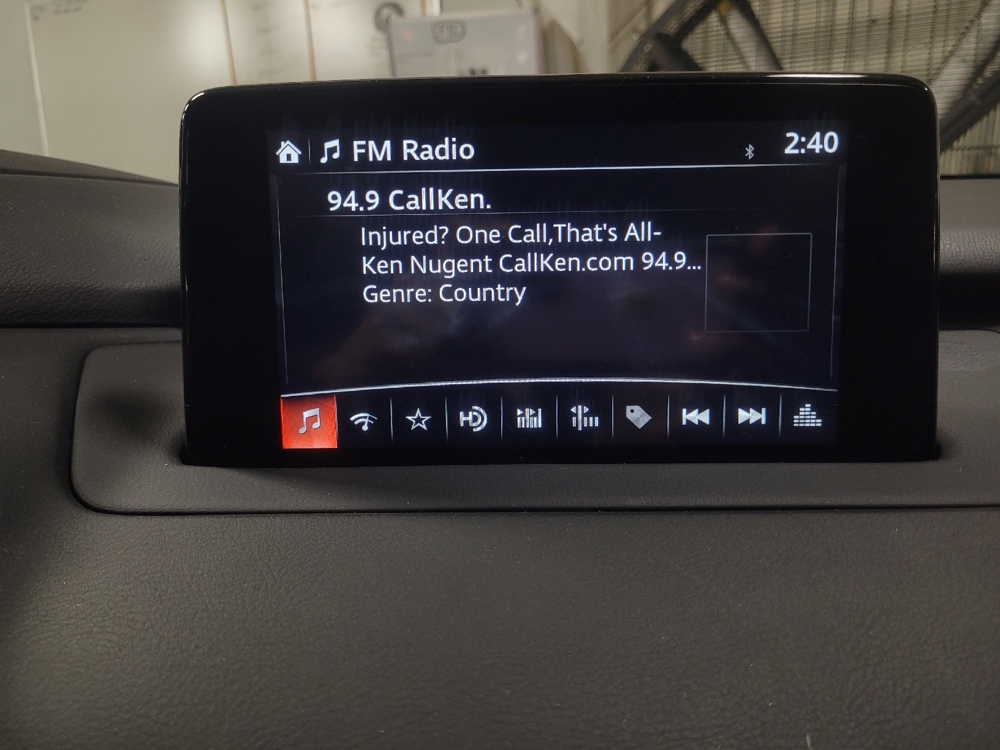 FM Radio
2:40
94.9 CallKen.
Injured? One Call,That's All-
Ken Nugent CallKen.com 94.9...
Genre: Country
HD